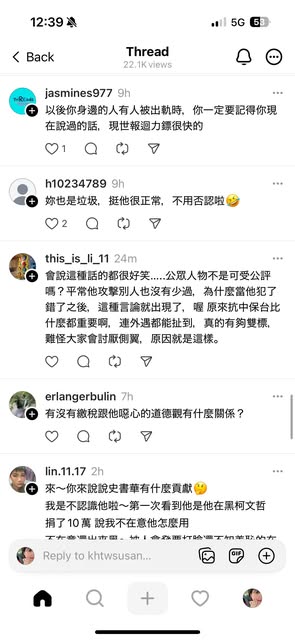 12:39
5G
53
Back
Thread
22.1K views
THREADS
jasmines977 9h
以後你身邊的人有人被出軌時，你一定要記得你現
在說過的話，現世報迴力鏢很快的
1
h10234789 9h
妳也是垃圾，挺他很正常，不用否認啦🤣
2
this_is_li_11 24m
會說這種話的都很好笑.....公眾人物不是可受公評
嗎？平常他攻擊別人也沒有少過，為什麼當他犯了
錯了之後，這種言論就出現了，喔 原來抗中保台比
什麼都重要啊，連外遇都能扯到，真的有夠雙標，
難怪大家會討厭側翼，原因就是這樣。
erlangerbulin 7h
有沒有繳稅跟他噁心的道德觀有什麼關係？
lin.11.17 2h
來～你來說說史書華有什麼貢獻🤔
我是不認識他啦～第一次看到他是他在黑柯文哲
捐了10萬 說我不在意他怎麼用
Reply to khtwsusan...
GIF